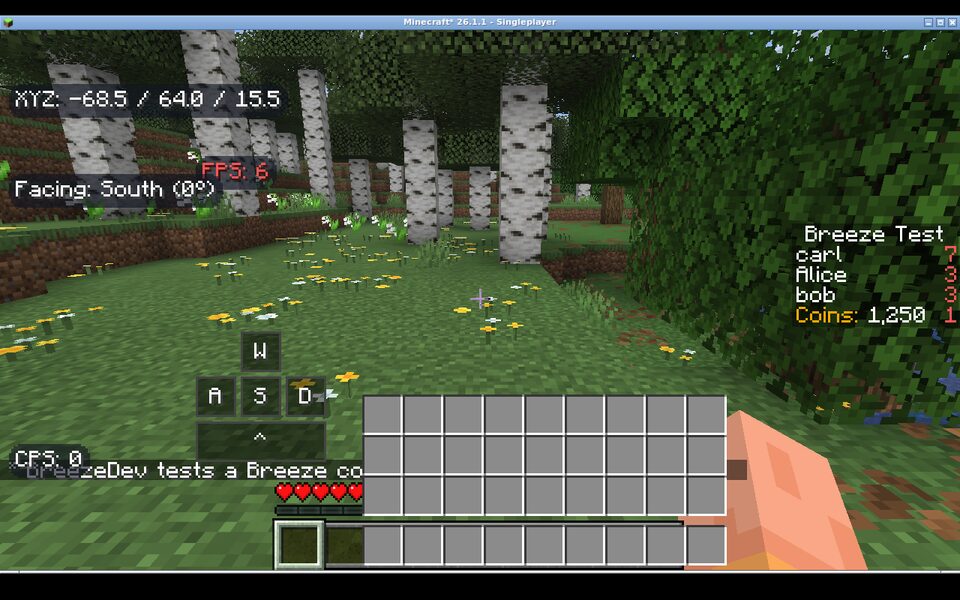 Minecraft* 26.1.1 - Singleplayer
XYZ: -68.5 / 64.0 / 15.5
FPS: 6
Facing: South (0°)
Breeze Test
carl 7
Alice 3
bob 3
Coins: 1,250 1
W
A S D
^
CPS: 0
BreezeDev tests a Breeze co